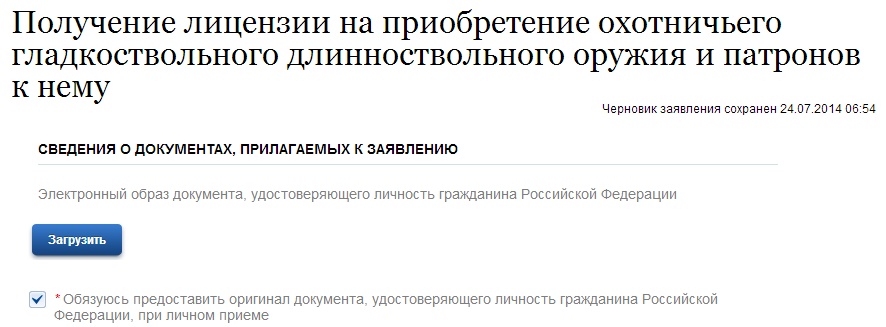 Получение лицензии на приобретение охотничьего
гладкоствольного длинноствольного оружия и патронов
к нему
Черновик заявления сохранен 24.07.2014 06:54
СВЕДЕНИЯ О ДОКУМЕНТАХ, ПРИЛАГАЕМЫХ К ЗАЯВЛЕНИЮ
Электронный образ документа, удостоверяющего личность гражданина Российской Федерации
Загрузить
* Обязуюсь предоставить оригинал документа, удостоверяющего личность гражданина Российской
Федерации, при личном приеме